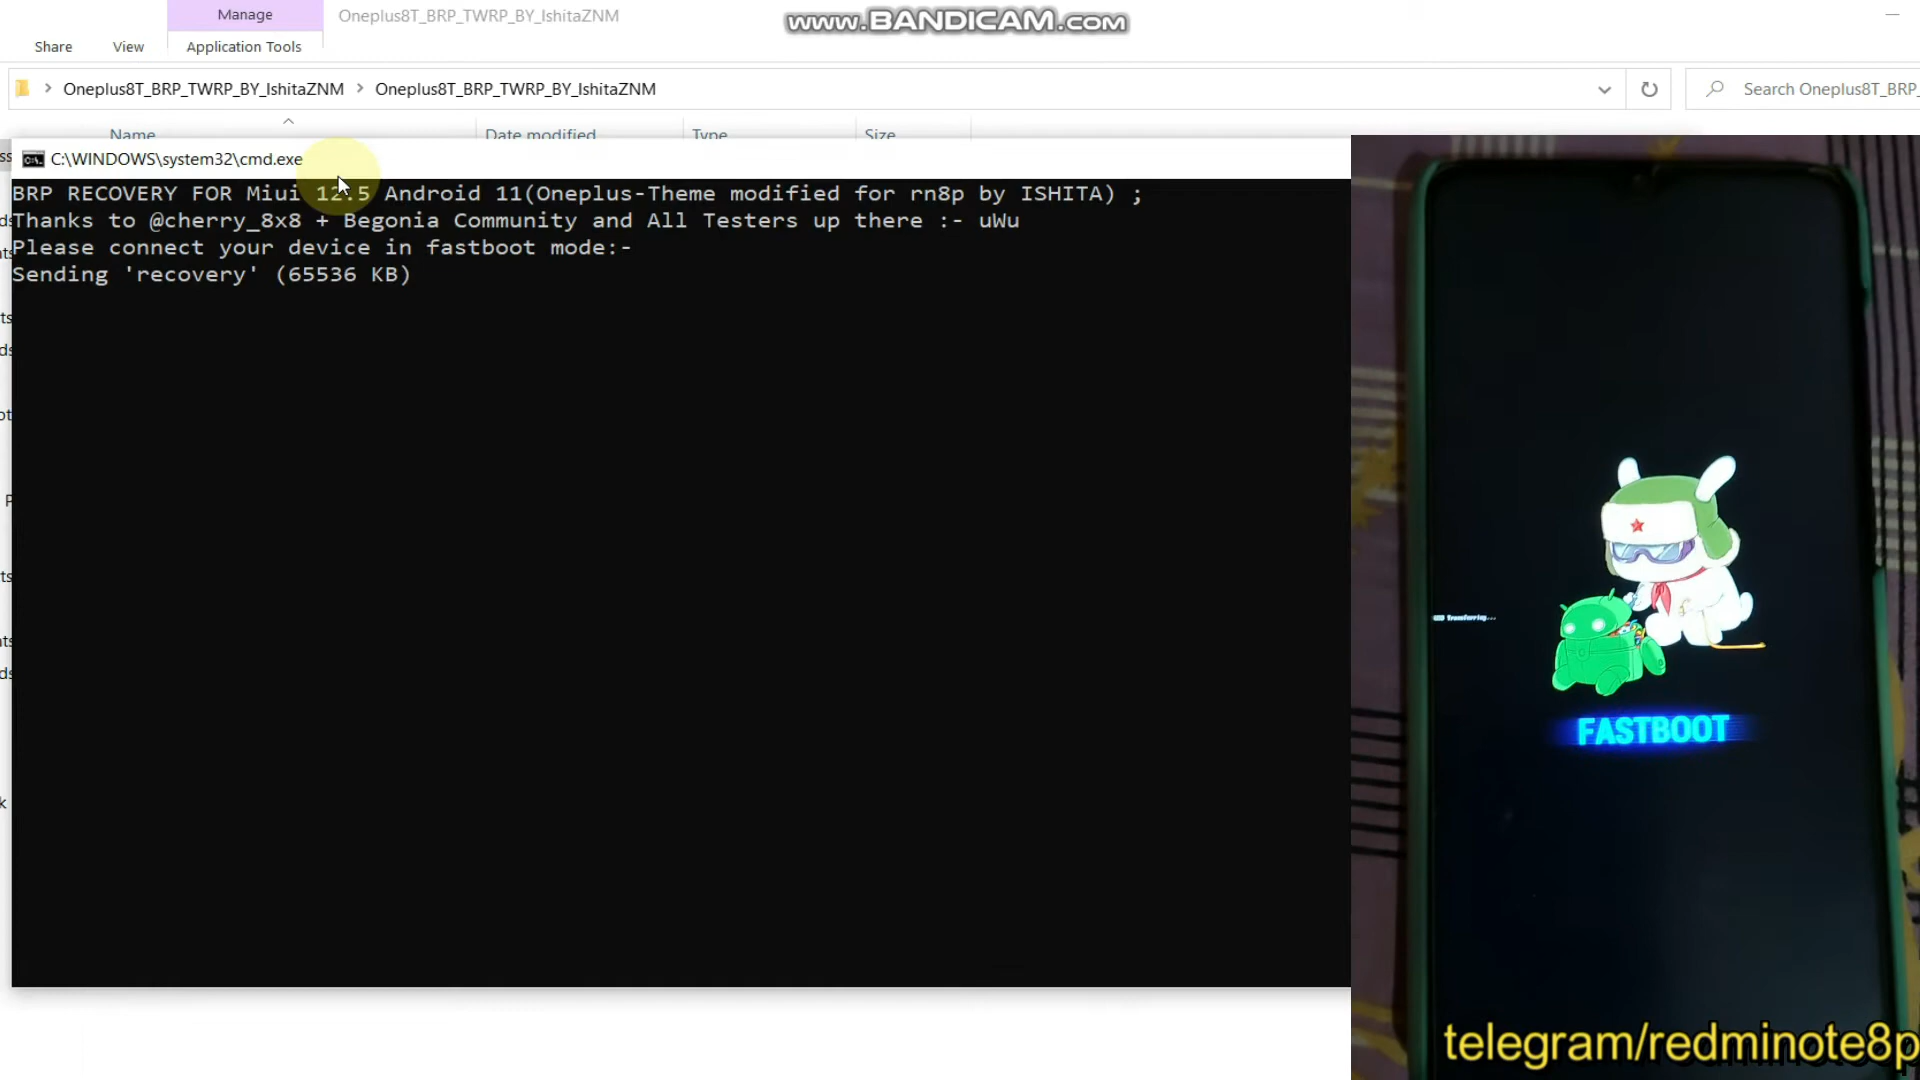 Manage
Oneplus8T_BRP_TWRP_BY_IshitaZNM
www.BANDICAM.com
Share
View
Application Tools
Oneplus8T_BRP_TWRP_BY_IshitaZNM > Oneplus8T_BRP_TWRP_BY_IshitaZNM
Search Oneplus8T_BRP_
Name
Date modified
Type
Size
C:\WINDOWS\system32\cmd.exe
BRP RECOVERY FOR Miui 12.5 Android 11(Oneplus-Theme modified for rn8p by ISHITA) ;
Thanks to @cherry_8x8 + Begonia Community and All Testers up there :- uWu
Please connect your device in fastboot mode:-
Sending 'recovery' (65536 KB)
FASTBOOT
telegram/redminote8p